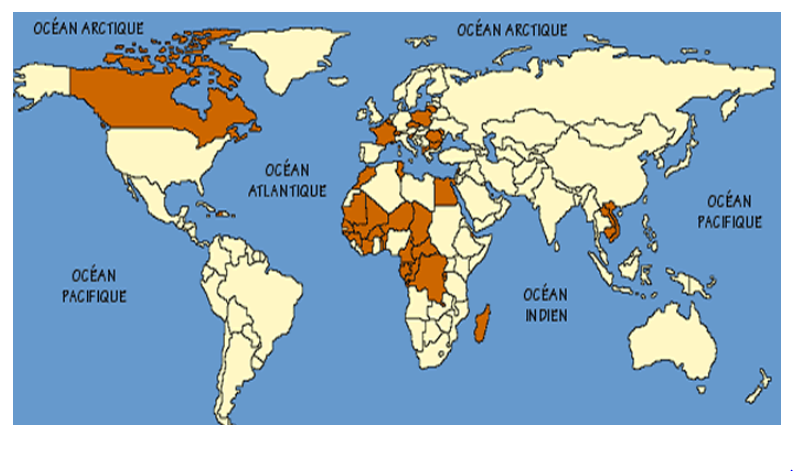 OCÉAN ARCTIQUE
OCÉAN ARCTIQUE
OCÉAN
ATLANTIQUE
OCÉAN
PACIFIQUE
OCÉAN
PACIFIQUE
OCÉAN
INDIEN